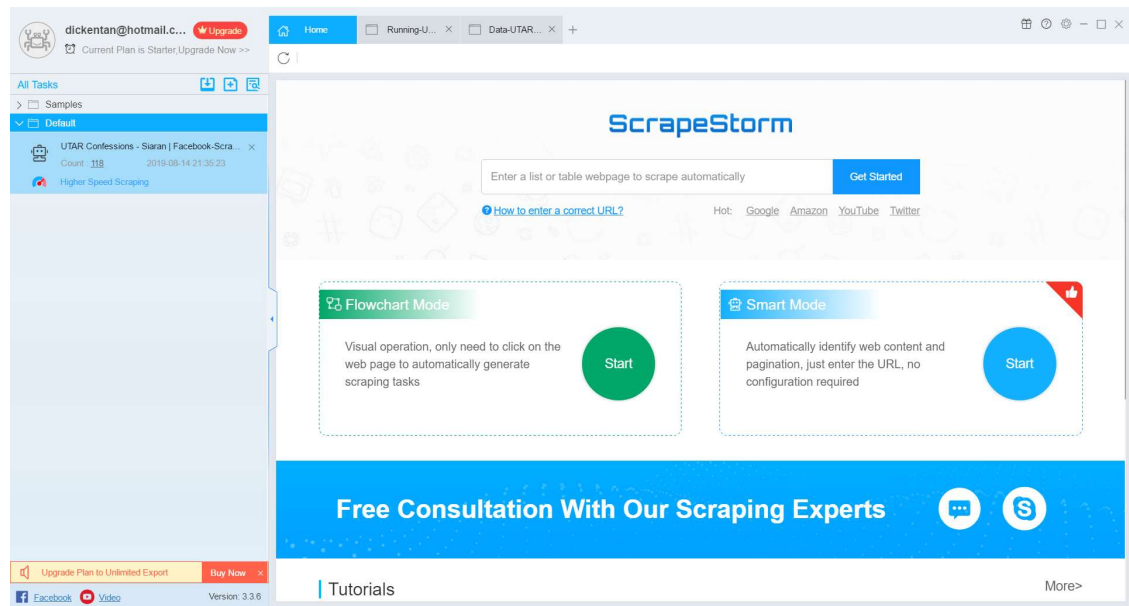 dickentan@hotmail.c...
Upgrade
Current Plan is Starter,Upgrade Now >>
Home
Running-U...
Data-UTAR...
All Tasks
Samples
Default
UTAR Confessions - Siaran | Facebook-Scra...
Count : 118
2019-08-14 21:35:23
Higher Speed Scraping
ScrapeStorm
Enter a list or table webpage to scrape automatically
Get Started
How to enter a correct URL?
Hot: Google Amazon YouTube Twitter
Flowchart Mode
Visual operation, only need to click on the
web page to automatically generate
scraping tasks
Start
Smart Mode
Automatically identify web content and
pagination, just enter the URL, no
configuration required
Start
Free Consultation With Our Scraping Experts
Upgrade Plan to Unlimited Export
Buy Now
Facebook
Video
Version: 3.3.6
Tutorials
More>